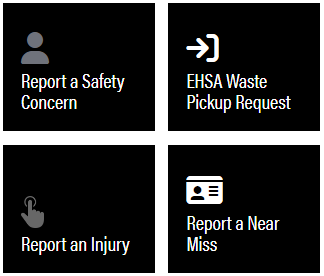 Report a Safety
Concern
EHSA Waste
Pickup Request
Report an Injury
Report a Near
Miss